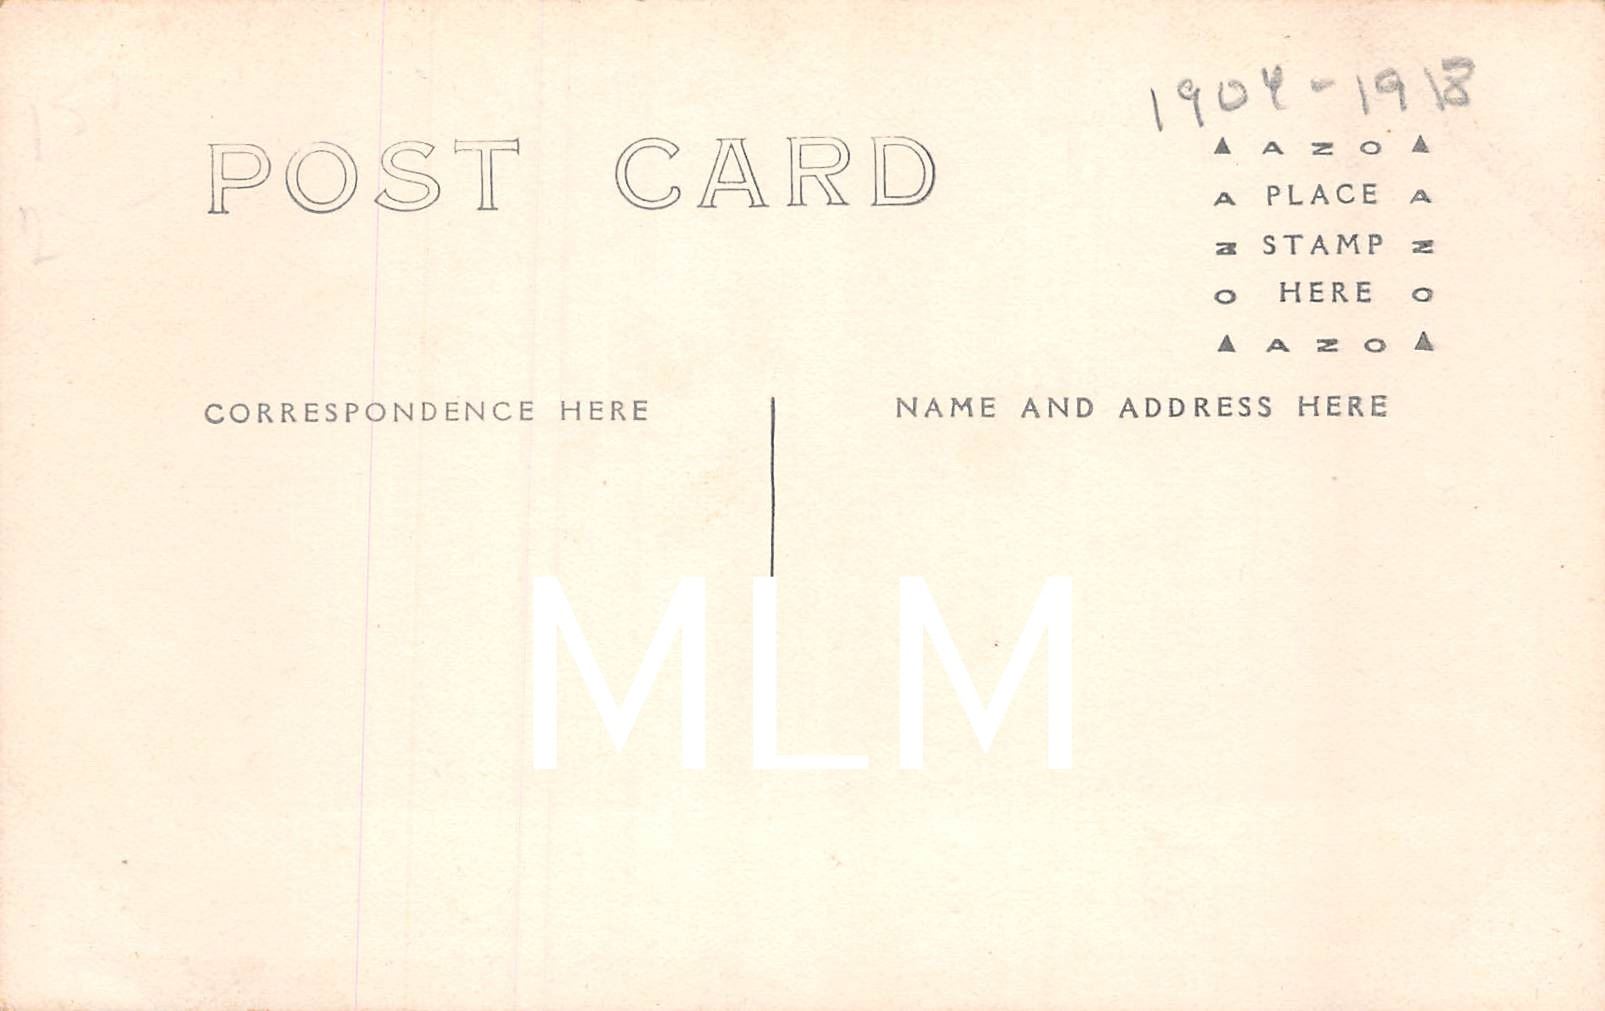 1904-1918
POST CARD
▲ A Z O ▲
A PLACE A
Z STAMP Z
O HERE O
▲ A Z O ▲
CORRESPONDENCE HERE
NAME AND ADDRESS HERE
MLM